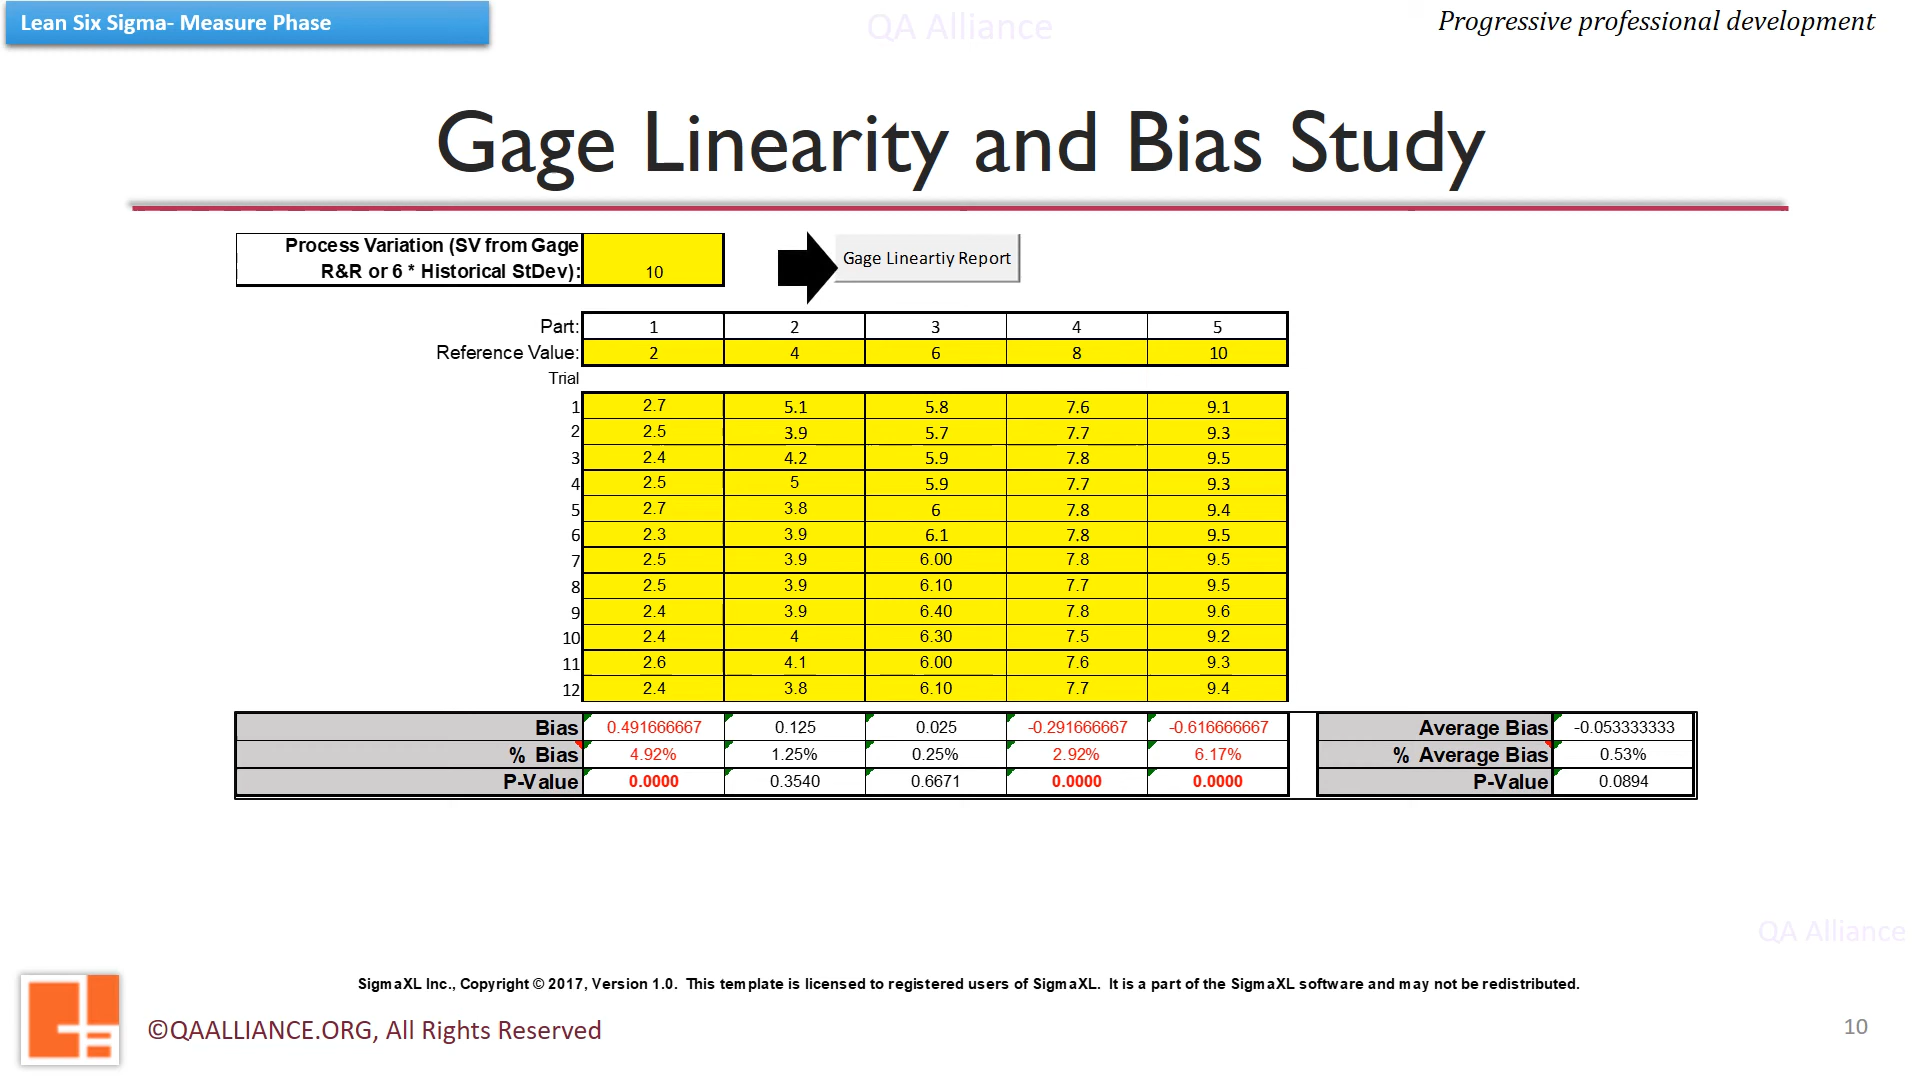 Lean Six Sigma- Measure Phase
QA Alliance
Progressive professional development
Gage Linearity and Bias Study
Process Variation (SV from Gage
R&R or 6 * Historical StDev): 10
Gage Lineartiy Report
Part: 1 2 3 4 5
Reference Value: 2 4 6 8 10
Trial
1 2.7 5.1 5.8 7.6 9.1
2 2.5 3.9 5.7 7.7 9.3
3 2.4 4.2 5.9 7.8 9.5
4 2.5 5 5.9 7.7 9.3
5 2.7 3.8 6 7.8 9.4
6 2.3 3.9 6.1 7.8 9.5
7 2.5 3.9 6.00 7.8 9.5
8 2.5 3.9 6.10 7.7 9.5
9 2.4 3.9 6.40 7.8 9.6
10 2.4 4 6.30 7.5 9.2
11 2.6 4.1 6.00 7.6 9.3
12 2.4 3.8 6.10 7.7 9.4
Bias 0.491666667 0.125 0.025 -0.291666667 -0.616666667 Average Bias -0.053333333
% Bias 4.92% 1.25% 0.25% 2.92% 6.17% % Average Bias 0.53%
P-Value 0.0000 0.3540 0.6671 0.0000 0.0000 P-Value 0.0894
QA Alliance
SigmaXL Inc., Copyright © 2017, Version 1.0. This template is licensed to registered users of SigmaXL. It is a part of the SigmaXL software and may not be redistributed.
©QAALLIANCE.ORG, All Rights Reserved
10